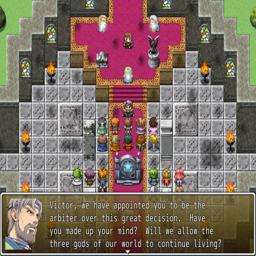 Victor, we have appointed you to be the
arbiter over this great decision.  Have
you made up your mind?  Will we allow the
three gods of our world to continue living?